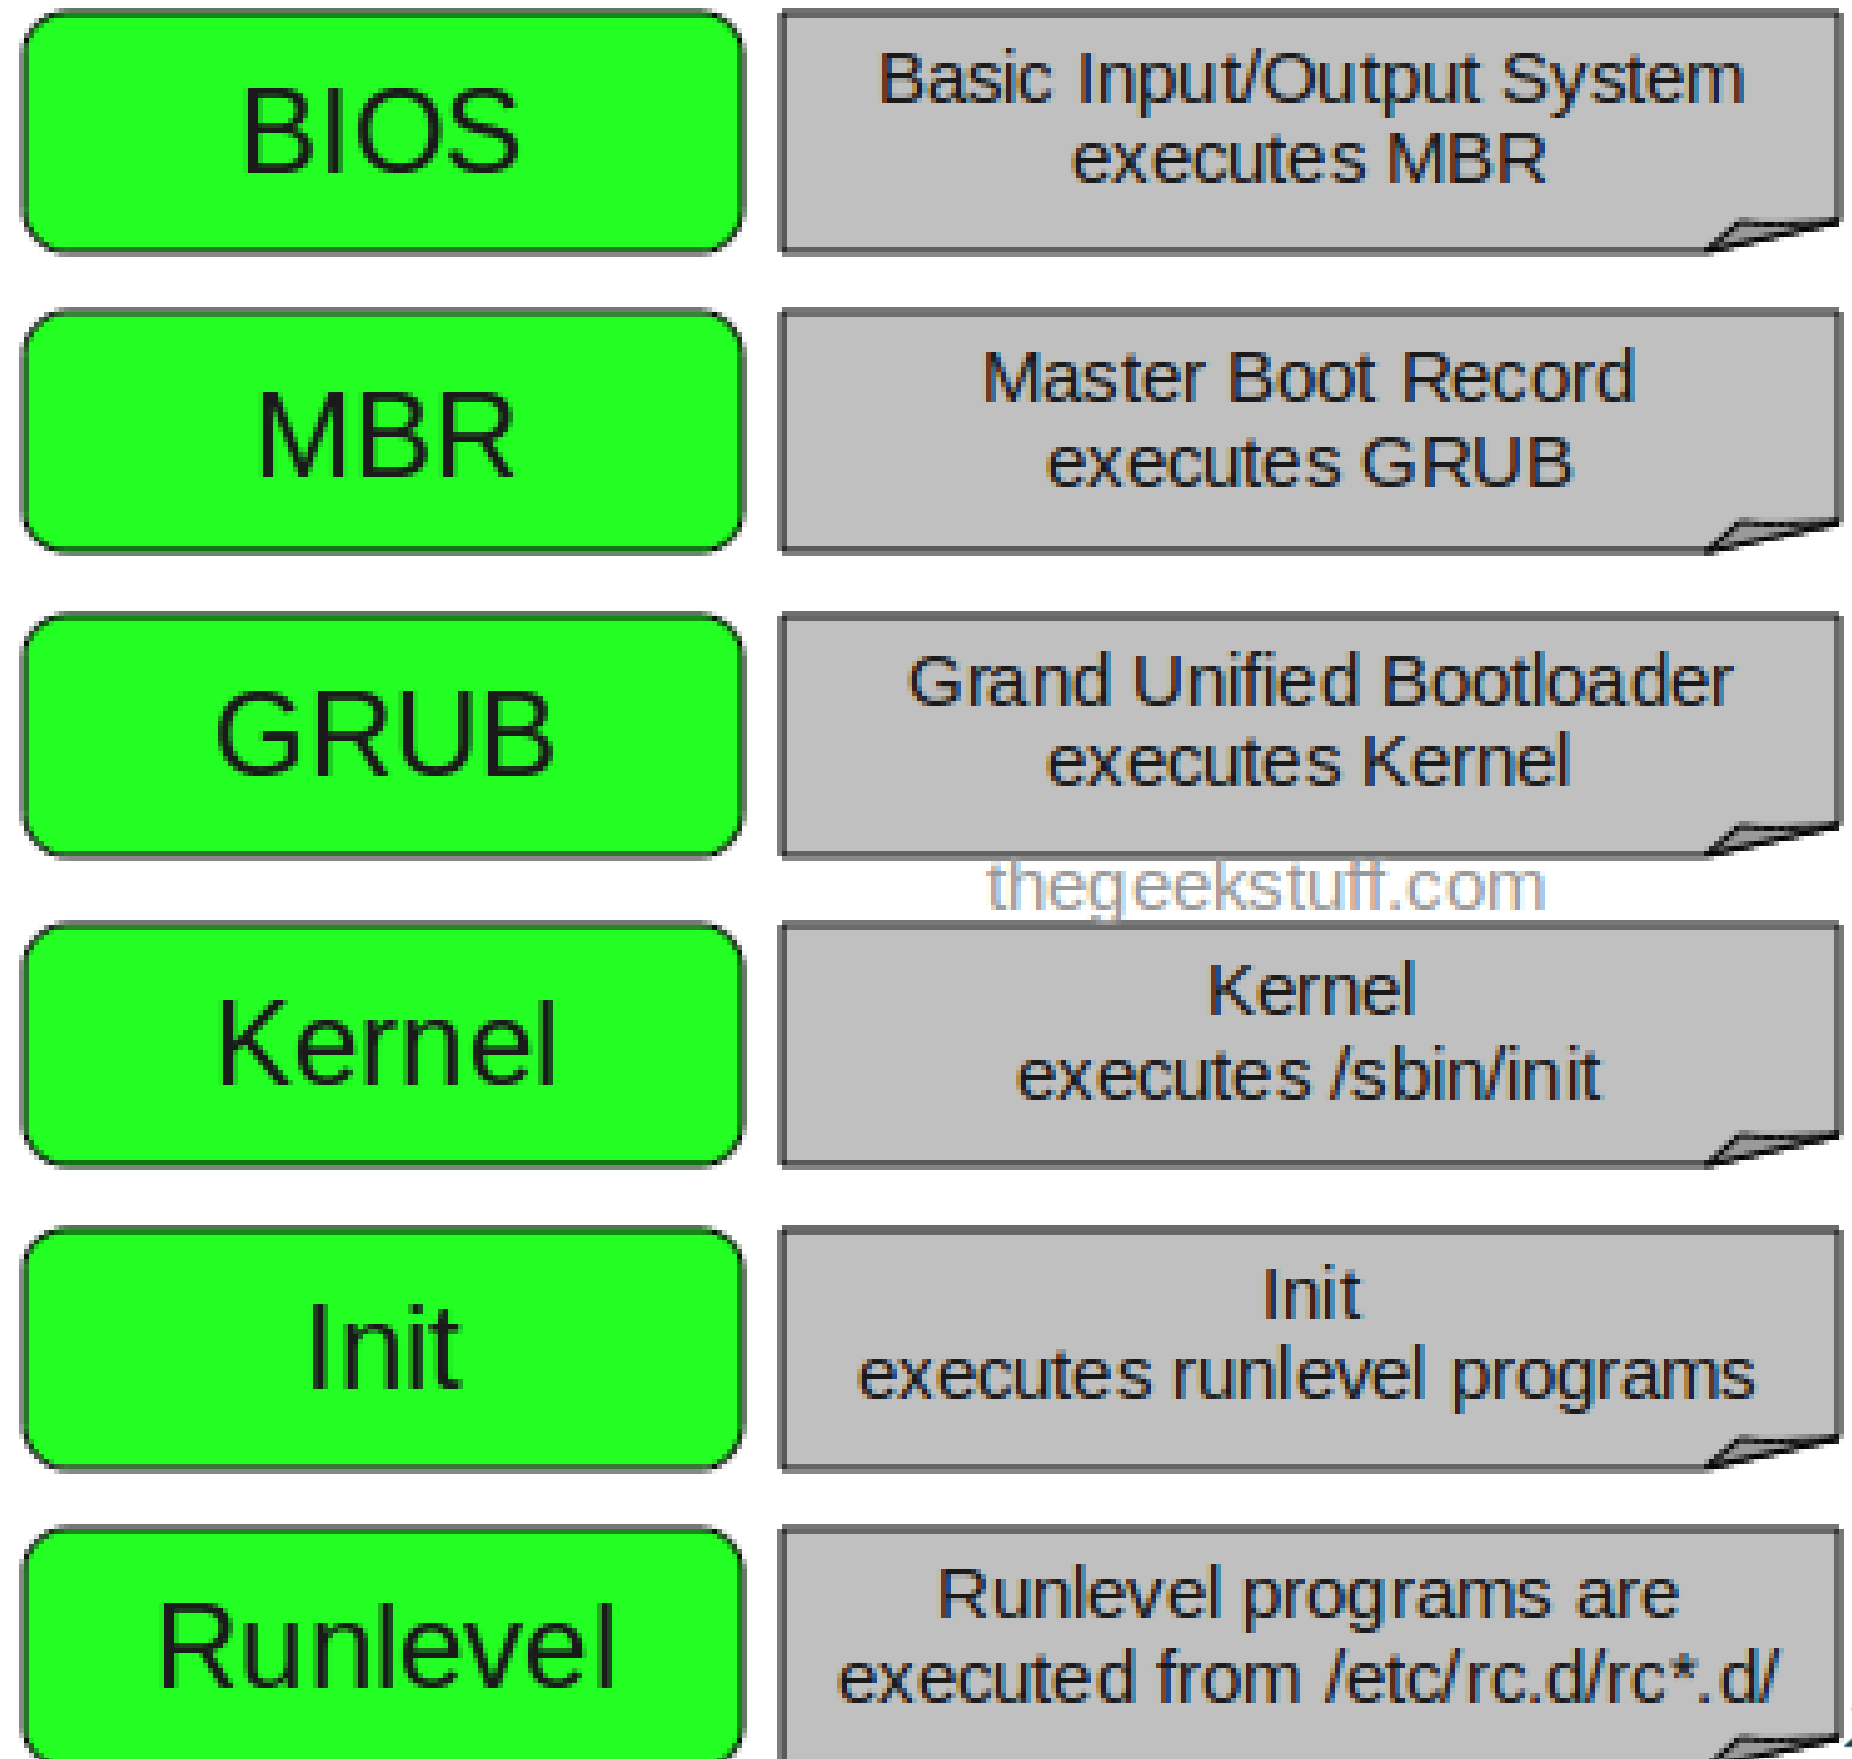 BIOS
Basic Input/Output System
executes MBR
MBR
Master Boot Record
executes GRUB
GRUB
Grand Unified Bootloader
executes Kernel
thegeekstuff.com
Kernel
Kernel
executes /sbin/init
Init
Init
executes runlevel programs
Runlevel
Runlevel programs are
executed from /etc/rc.d/rc*.d/